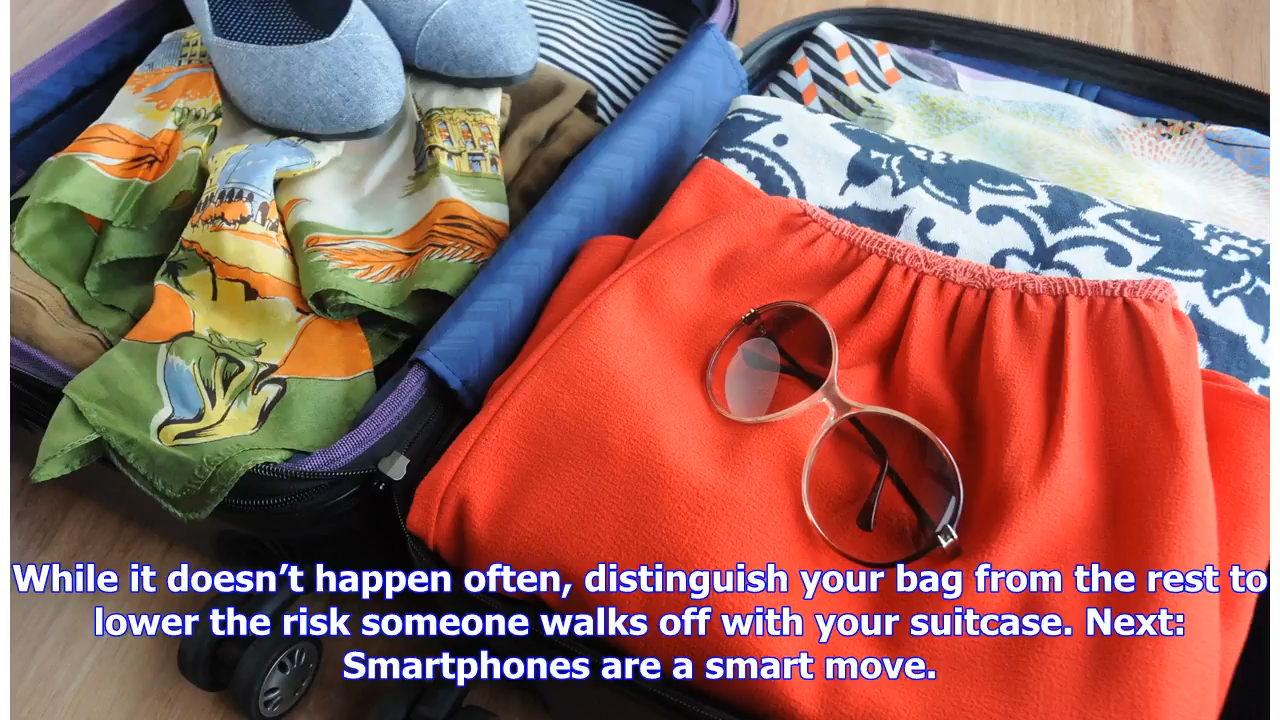 While it doesn’t happen often, distinguish your bag from the rest to
lower the risk someone walks off with your suitcase. Next:
Smartphones are a smart move.